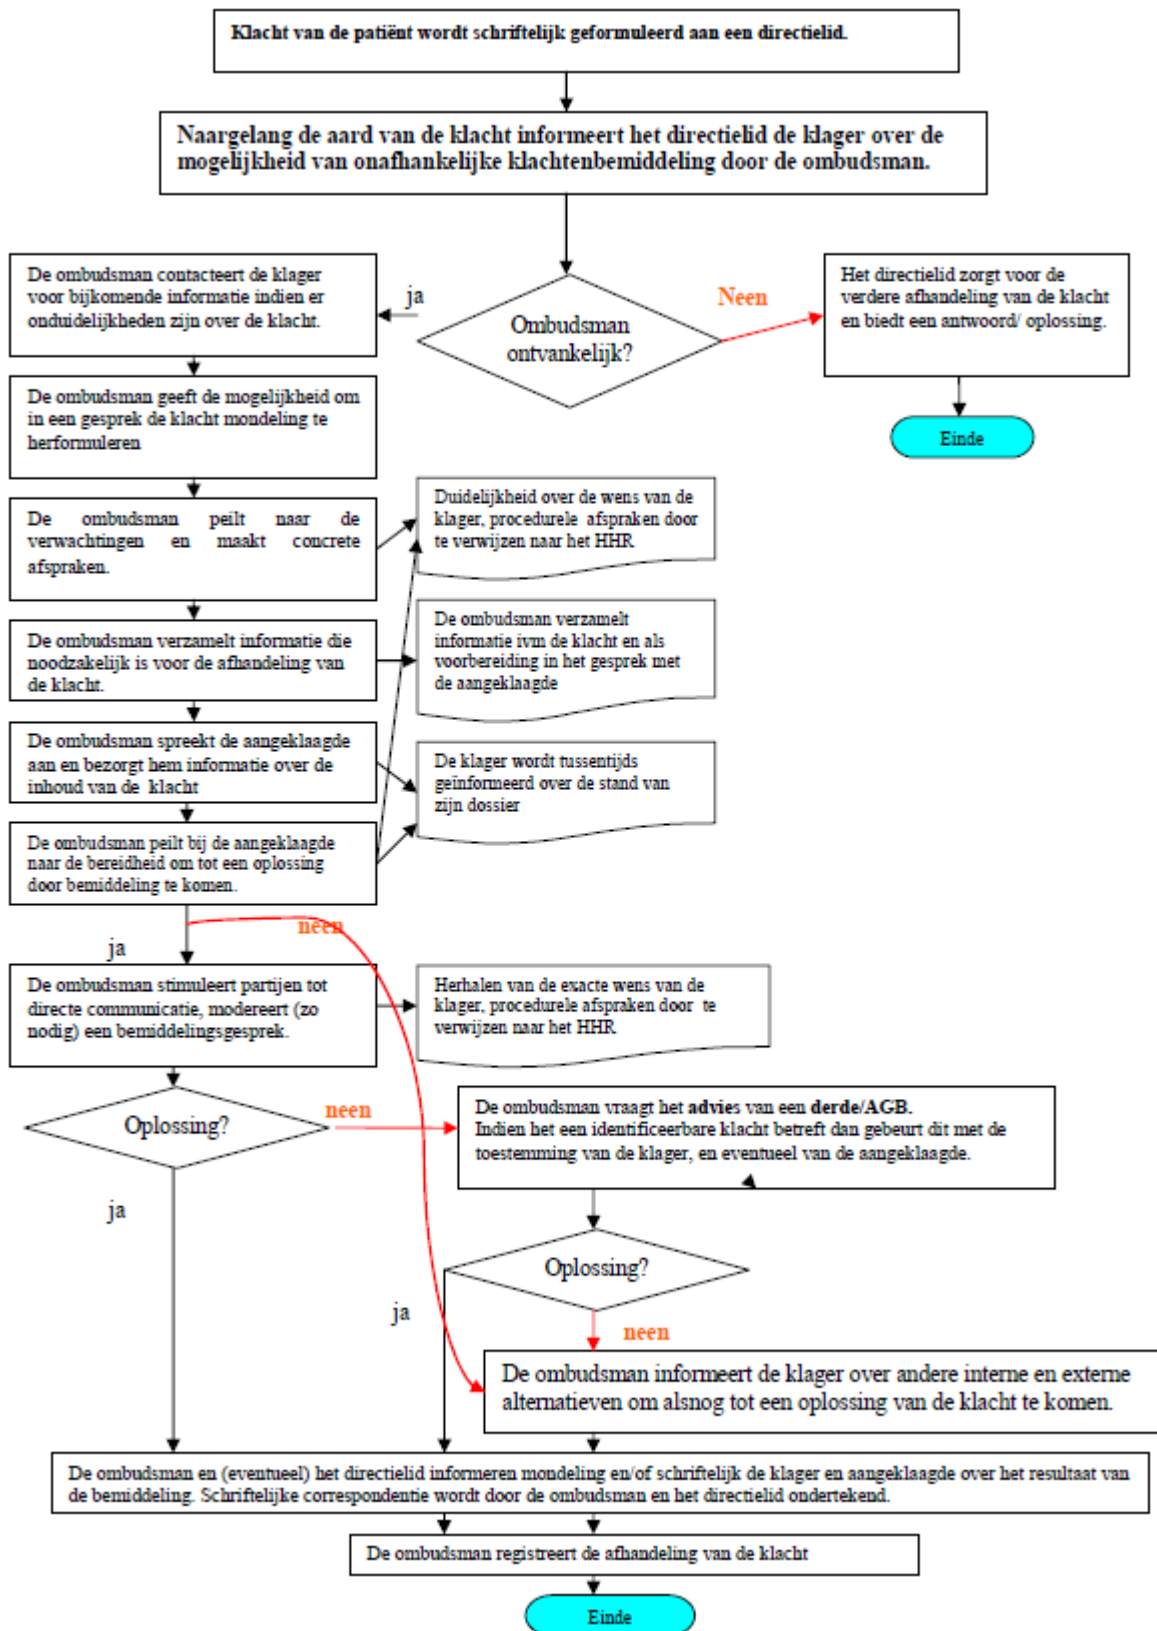 Klacht van de patiënt wordt schriftelijk geformuleerd aan een directielid.
Naargelang de aard van de klacht informeert het directielid de klager over de
mogelijkheid van onafhankelijke klachtenbemiddeling door de ombudsman.
De ombudsman contacteert de klager
voor bijkomende informatie indien er
onduidelijkheden zijn over de klacht.
ja
Ombudsman
ontvankelijk?
Neen
Het directielid zorgt voor de
verdere afhandeling van de klacht
en biedt een antwoord/ oplossing.
Einde
De ombudsman geeft de mogelijkheid om
in een gesprek de klacht mondeling te
herformuleren
De ombudsman peilt naar de
verwachtingen en maakt concrete
afspraken.
Duidelijkheid over de wens van de
klager, procedurele afspraken door
te verwijzen naar het HHR
De ombudsman verzamelt informatie die
noodzakelijk is voor de afhandeling van
de klacht.
De ombudsman verzamelt
informatie ivm de klacht en als
voorbereiding in het gesprek met
de aangeklaagde
De ombudsman spreekt de aangeklaagde
aan en bezorgt hem informatie over de
inhoud van de klacht
De klager wordt tussentijds
geïnformeerd over de stand van
zijn dossier
De ombudsman peilt bij de aangeklaagde
naar de bereidheid om tot een oplossing
door bemiddeling te komen.
neen
ja
De ombudsman stimuleert partijen tot
directe communicatie, modereert (zo
nodig) een bemiddelingsgesprek.
Herhalen van de exacte wens van de
klager, procedurele afspraken door te
verwijzen naar het HHR
Oplossing?
neen
De ombudsman vraagt het advies van een derde/AGB.
Indien het een identificeerbare klacht betreft dan gebeurt dit met de
toestemming van de klager, en eventueel van de aangeklaagde.
ja
Oplossing?
ja
neen
De ombudsman informeert de klager over andere interne en externe
alternatieven om alsnog tot een oplossing van de klacht te komen.
De ombudsman en (eventueel) het directielid informeren mondeling en/of schriftelijk de klager en aangeklaagde over het resultaat van
de bemiddeling. Schriftelijke correspondentie wordt door de ombudsman en het directielid ondertekend.
De ombudsman registreert de afhandeling van de klacht
Einde